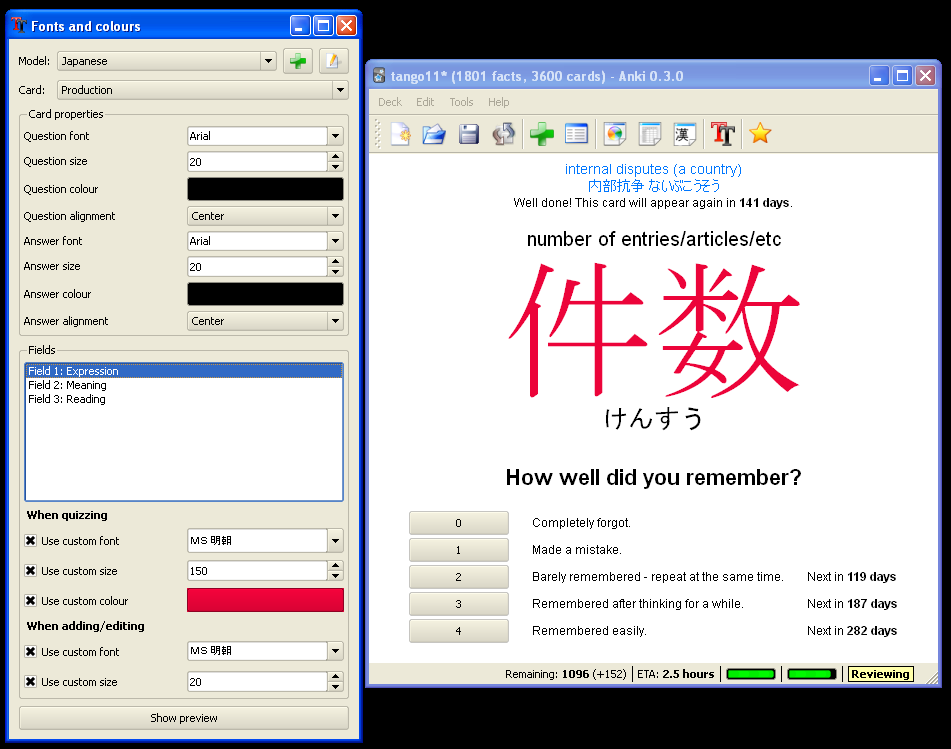 Fonts and colours
Model: Japanese
Card: Production
Card properties
Question font Arial
Question size 20
Question colour
Question alignment Center
Answer font Arial
Answer size 20
Answer colour
Answer alignment Center
Fields
Field 1: Expression
Field 2: Meaning
Field 3: Reading
When quizzing
Use custom font MS 明朝
Use custom size 150
Use custom colour
When adding/editing
Use custom font MS 明朝
Use custom size 20
Show preview
tango11* (1801 facts, 3600 cards) - Anki 0.3.0
Deck Edit Tools Help
漢 TT
internal disputes (a country)
内部抗争 ないぶこうそう
Well done! This card will appear again in 141 days.
number of entries/articles/etc
件数
けんすう
How well did you remember?
0 Completely forgot.
1 Made a mistake.
2 Barely remembered - repeat at the same time. Next in 119 days
3 Remembered after thinking for a while. Next in 187 days
4 Remembered easily. Next in 282 days
Remaining: 1096 (+152) ETA: 2.5 hours Reviewing